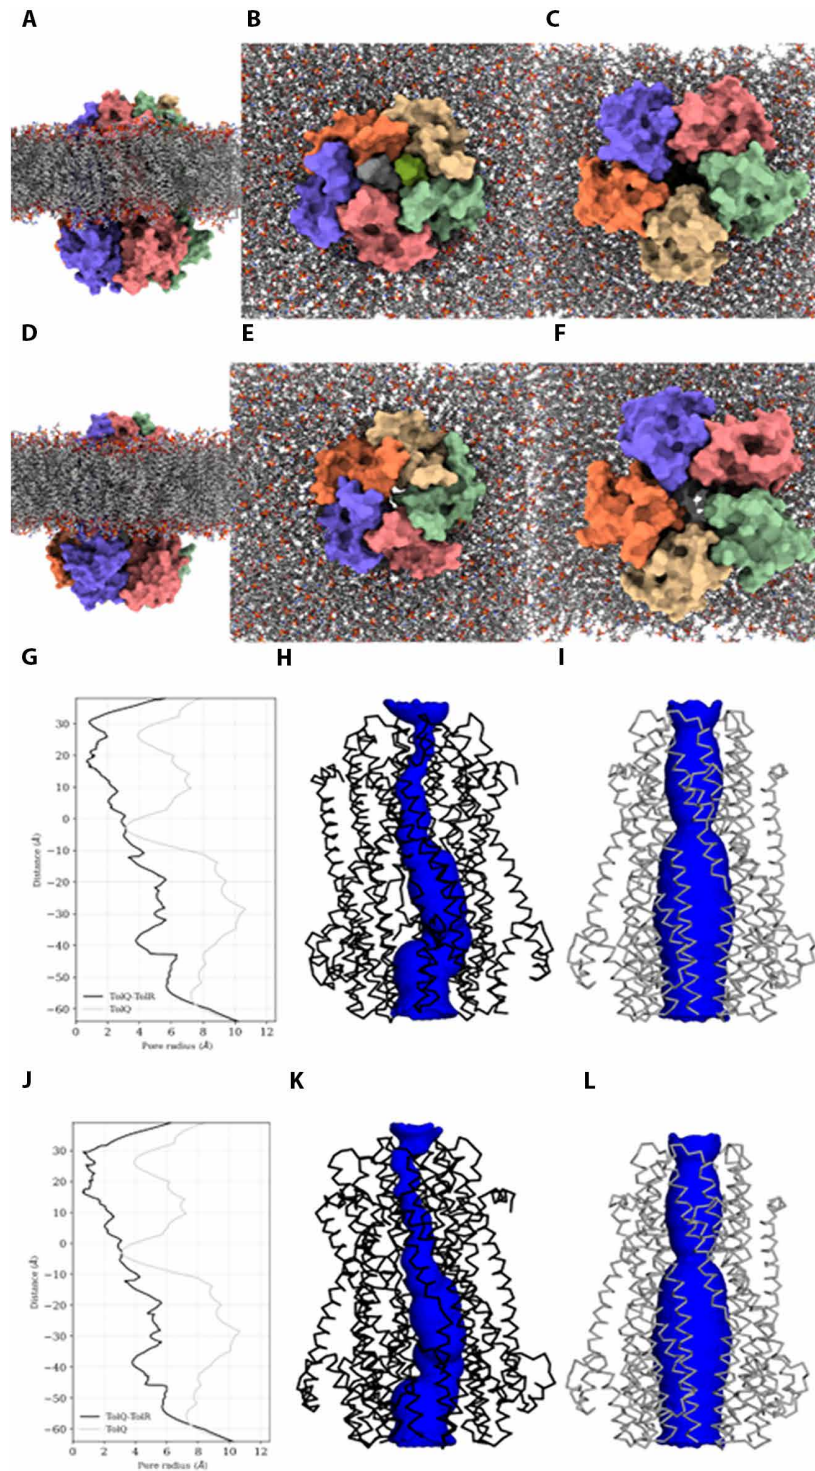 A B C
D E F
G H I
30
20
10
0
−10
−20
−30
−40
−50
−60
Distance (Å)
TolQ-TolR
TolQ
0 2 4 6 8 10 12
Pore radius (Å)
J K L
30
20
10
0
−10
−20
−30
−40
−50
−60
Distance (Å)
TolQ-TolR
TolQ
0 2 4 6 8 10 12
Pore radius (Å)